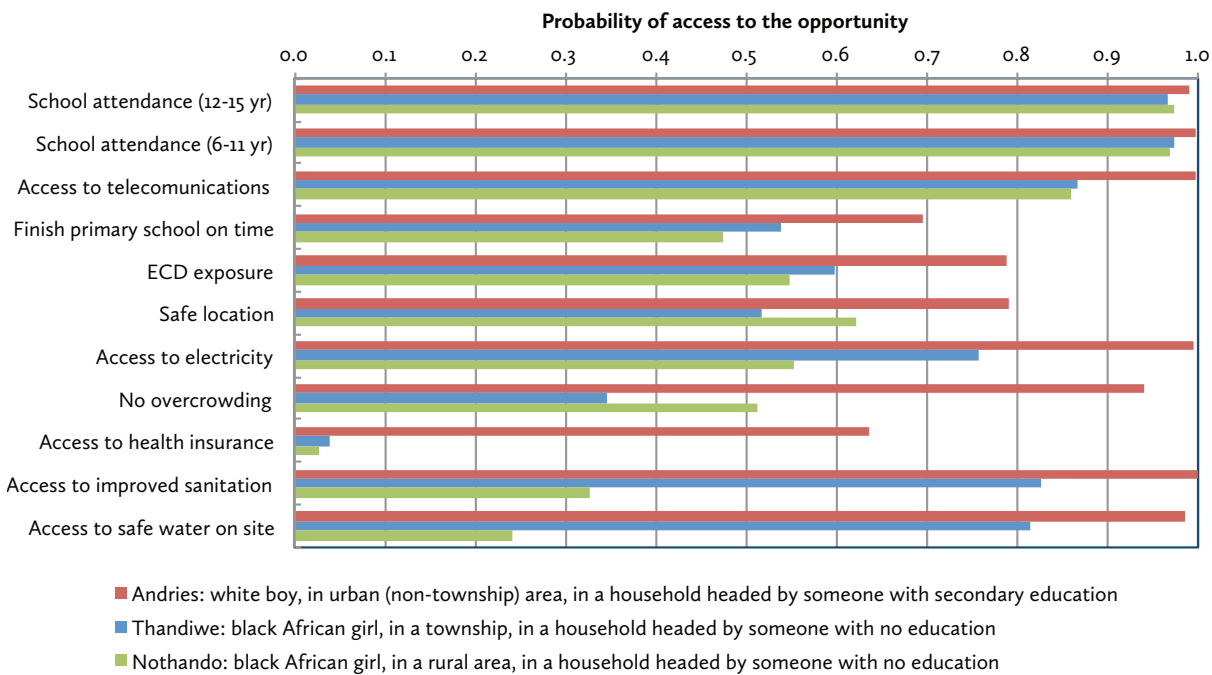 Probability of access to the opportunity
0.0 0.1 0.2 0.3 0.4 0.5 0.6 0.7 0.8 0.9 1.0
School attendance (12-15 yr)
School attendance (6-11 yr)
Access to telecomunications
Finish primary school on time
ECD exposure
Safe location
Access to electricity
No overcrowding
Access to health insurance
Access to improved sanitation
Access to safe water on site
Andries: white boy, in urban (non-township) area, in a household headed by someone with secondary education
Thandiwe: black African girl, in a township, in a household headed by someone with no education
Nothando: black African girl, in a rural area, in a household headed by someone with no education